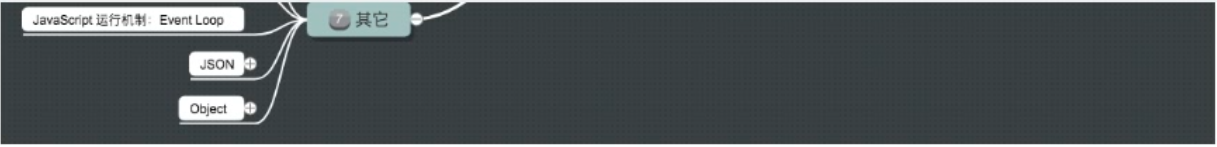 JavaScript 运行机制：Event Loop
7 其它
JSON
Object